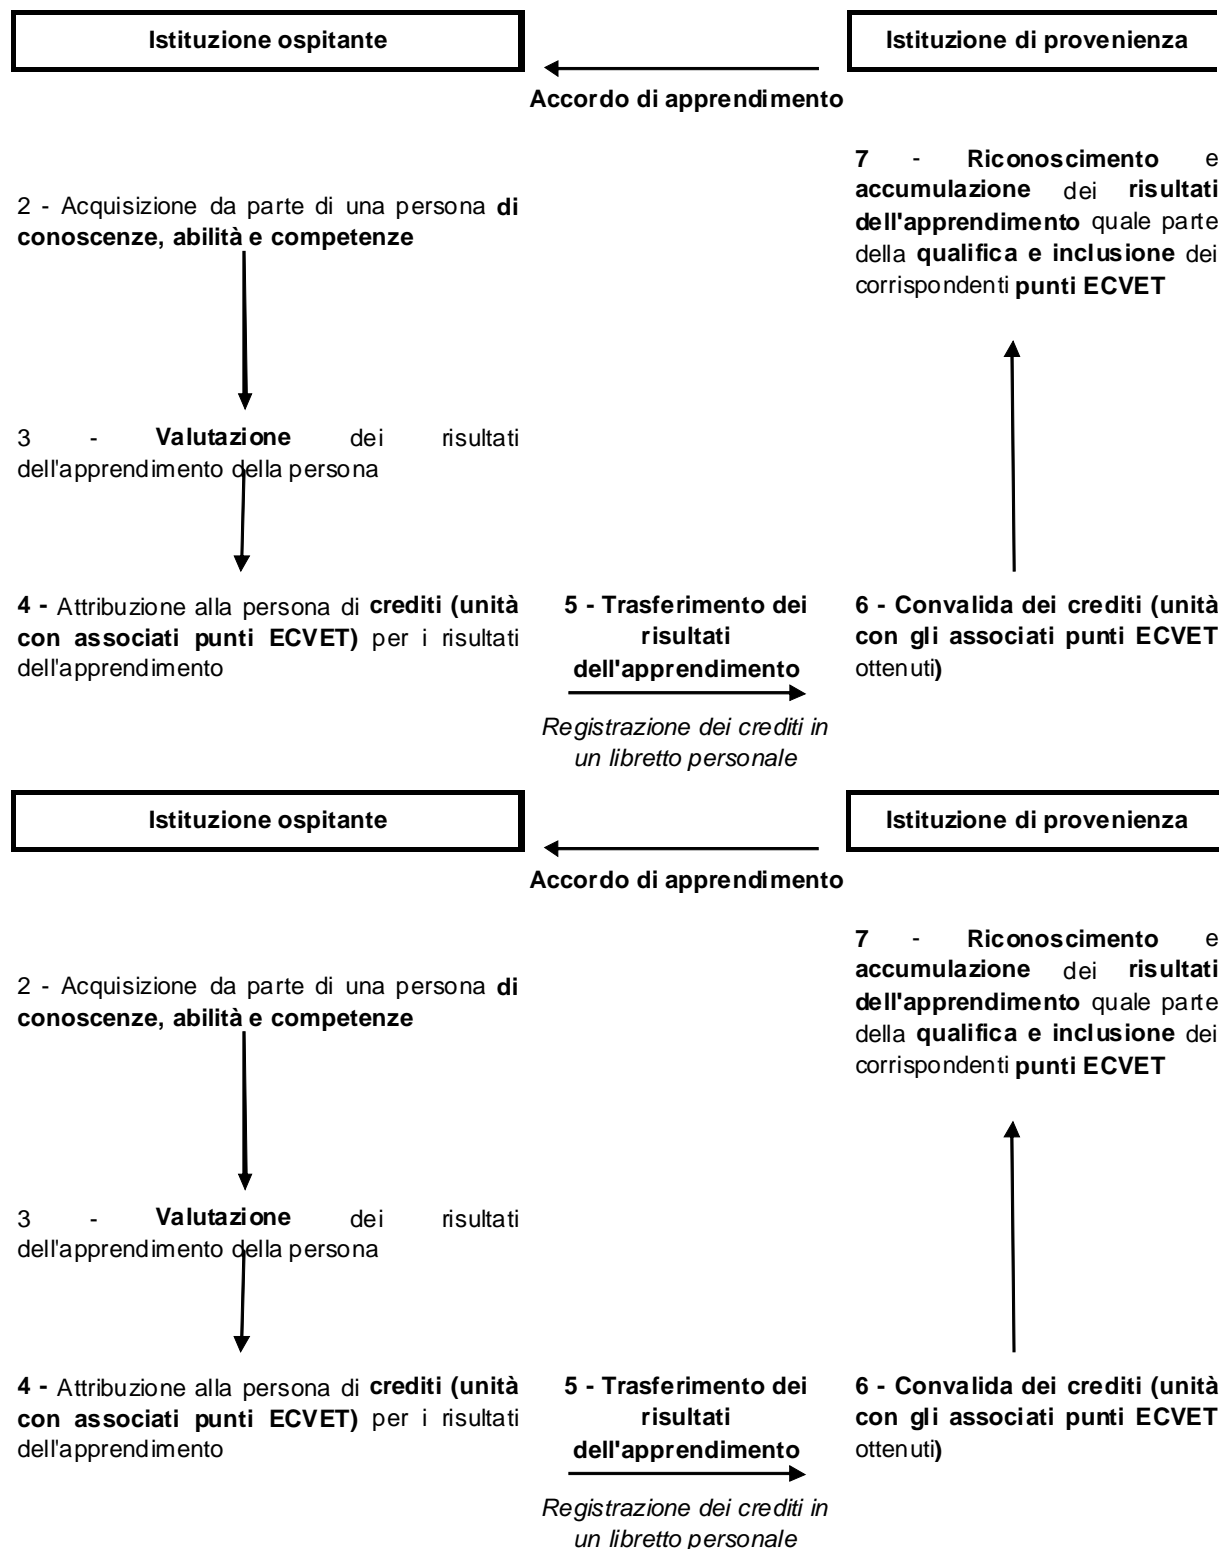 Istituzione ospitante
Istituzione di provenienza
Accordo di apprendimento
7 - Riconoscimento e
accumulazione dei risultati
dell'apprendimento quale parte
della qualifica e inclusione dei
corrispondenti punti ECVET
2 - Acquisizione da parte di una persona di
conoscenze, abilità e competenze
3 - Valutazione dei risultati
dell'apprendimento della persona
4 - Attribuzione alla persona di crediti (unità
con associati punti ECVET) per i risultati
dell'apprendimento
5 - Trasferimento dei
risultati
dell'apprendimento
Registrazione dei crediti in
un libretto personale
6 - Convalida dei crediti (unità
con gli associati punti ECVET
ottenuti)
Istituzione ospitante
Istituzione di provenienza
Accordo di apprendimento
7 - Riconoscimento e
accumulazione dei risultati
dell'apprendimento quale parte
della qualifica e inclusione dei
corrispondenti punti ECVET
2 - Acquisizione da parte di una persona di
conoscenze, abilità e competenze
3 - Valutazione dei risultati
dell'apprendimento della persona
4 - Attribuzione alla persona di crediti (unità
con associati punti ECVET) per i risultati
dell'apprendimento
5 - Trasferimento dei
risultati
dell'apprendimento
Registrazione dei crediti in
un libretto personale
6 - Convalida dei crediti (unità
con gli associati punti ECVET
ottenuti)